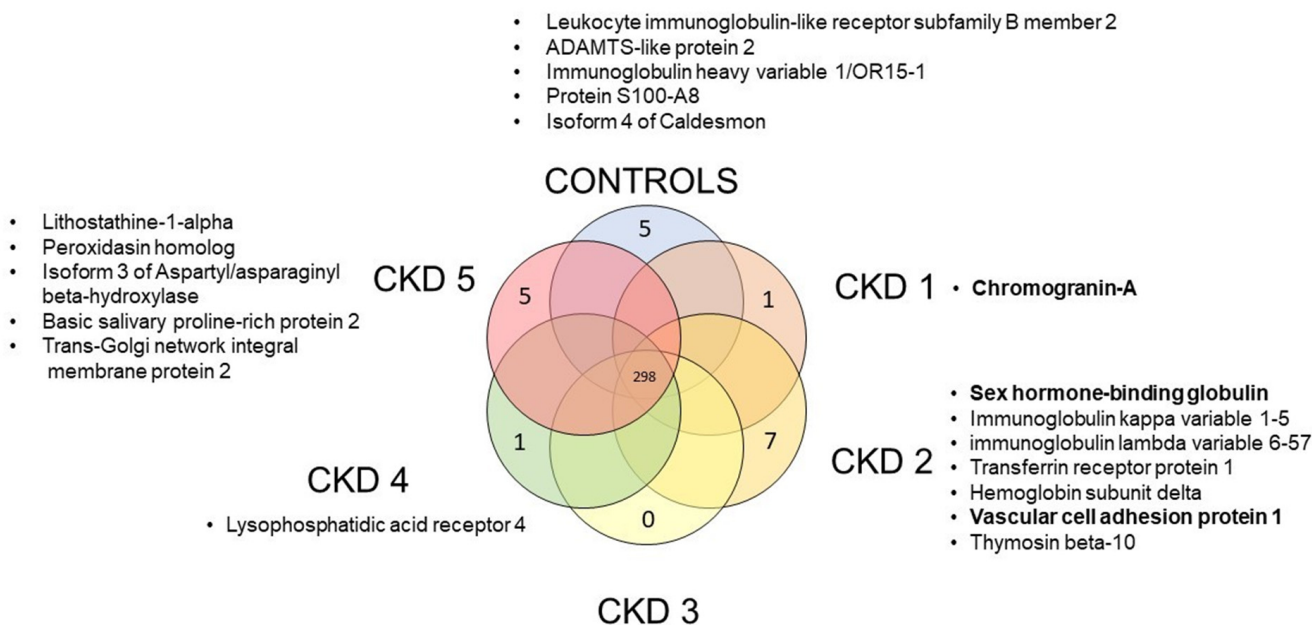 • Leukocyte immunoglobulin-like receptor subfamily B member 2
• ADAMTS-like protein 2
• Immunoglobulin heavy variable 1/OR15-1
• Protein S100-A8
• Isoform 4 of Caldesmon
CONTROLS
5
• Lithostathine-1-alpha
• Peroxidasin homolog
• Isoform 3 of Aspartyl/asparaginyl
beta-hydroxylase
• Basic salivary proline-rich protein 2
• Trans-Golgi network integral
membrane protein 2
CKD 5
5
1
CKD 1
• Chromogranin-A
298
1
7
0
CKD 2
• Sex hormone-binding globulin
• Immunoglobulin kappa variable 1-5
• immunoglobulin lambda variable 6-57
• Transferrin receptor protein 1
• Hemoglobin subunit delta
• Vascular cell adhesion protein 1
• Thymosin beta-10
CKD 4
• Lysophosphatidic acid receptor 4
CKD 3